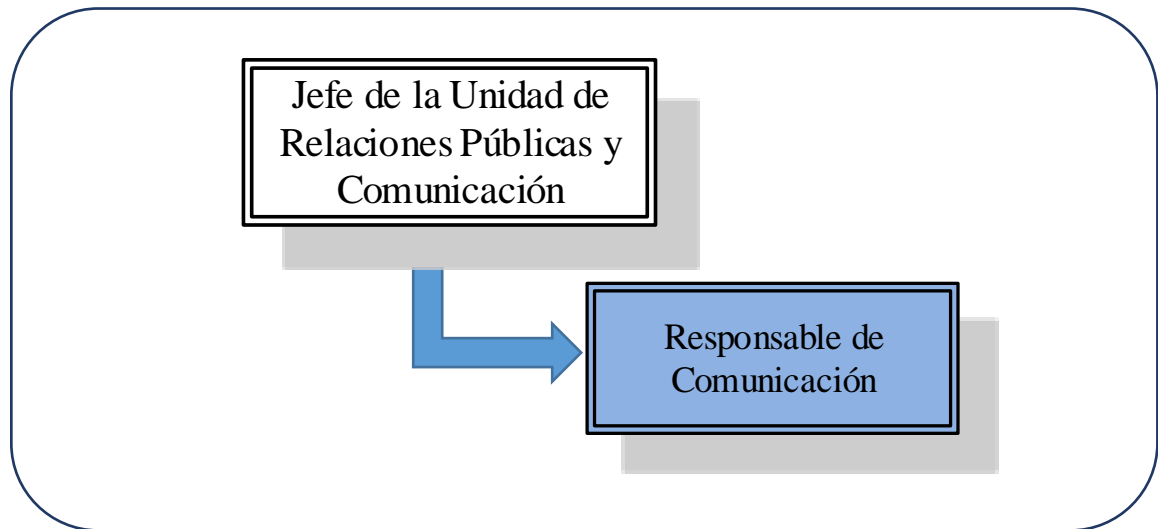 Jefe de la Unidad de
Relaciones Públicas y
Comunicación
Responsable de
Comunicación